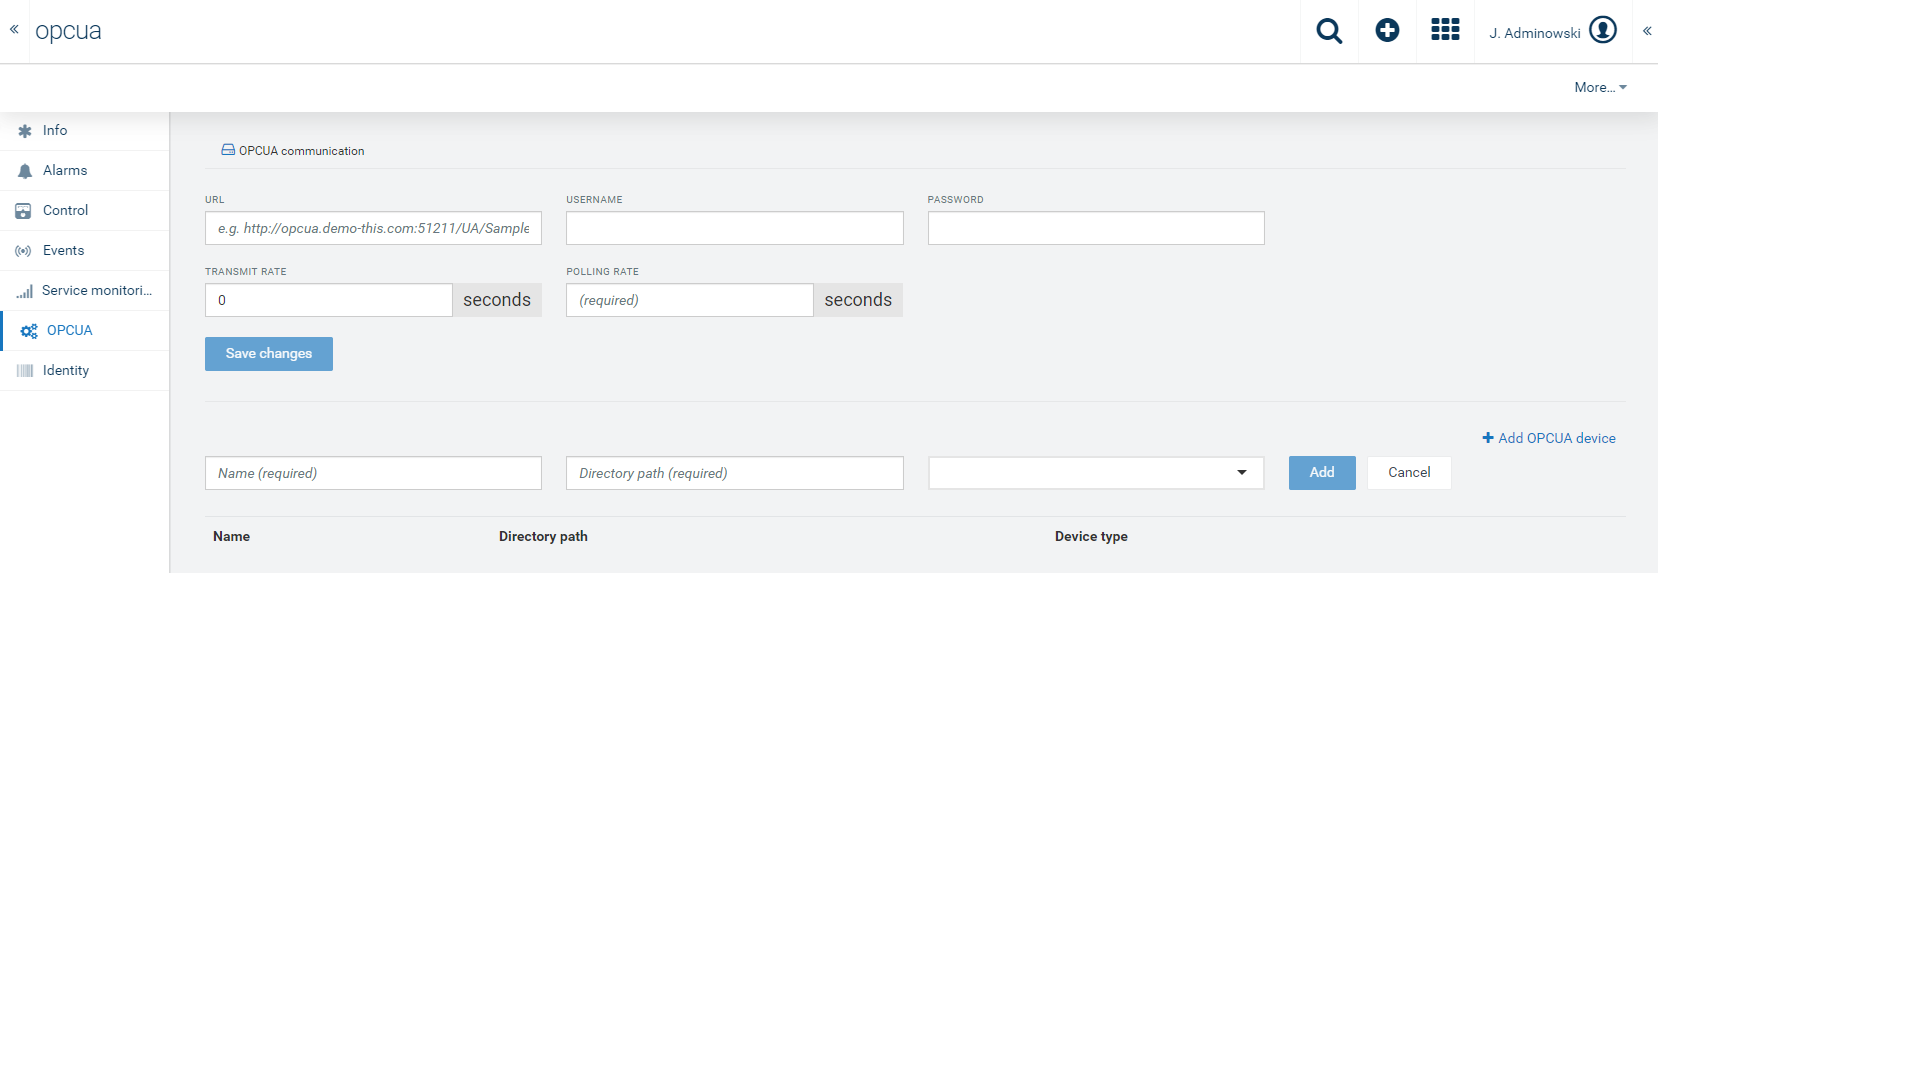 « opcua
J. Adminowski «
More...
Info
Alarms
Control
Events
Service monitori...
OPCUA
Identity
OPCUA communication
URL USERNAME PASSWORD
e.g. http://opcua.demo-this.com:51211/UA/Sample
TRANSMIT RATE POLLING RATE
0 seconds (required) seconds
Save changes
Add OPCUA device
Name (required) Directory path (required) Add Cancel
Name Directory path Device type